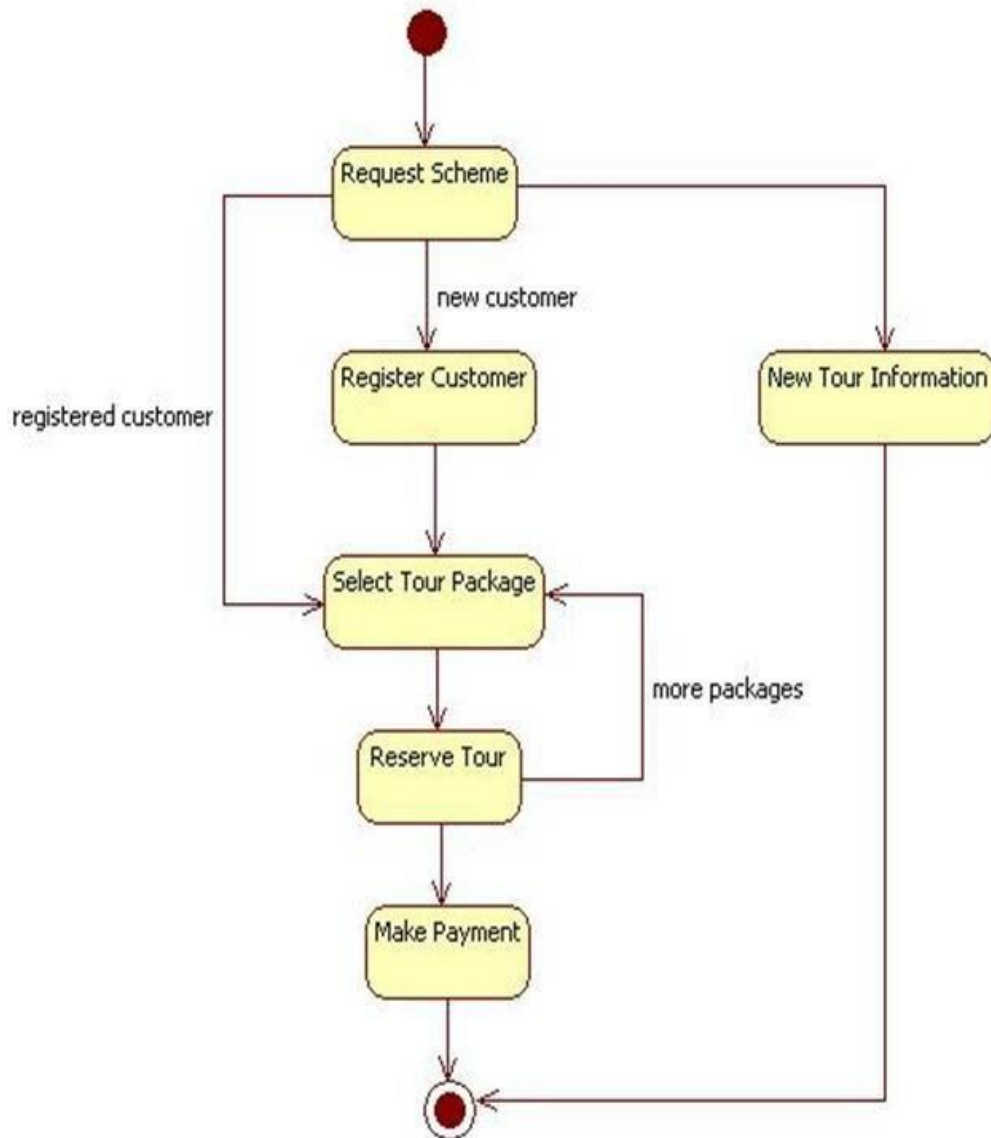 Request Scheme
new customer
Register Customer
New Tour Information
registered customer
Select Tour Package
more packages
Reserve Tour
Make Payment